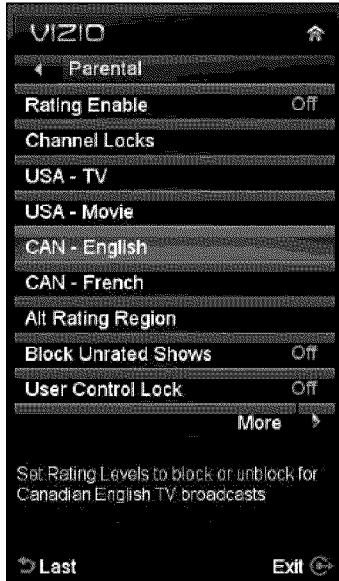 VIZIO
Parental
Rating Enable Off
Channel Locks
USA - TV
USA - Movie
CAN - English
CAN - French
Alt Rating Region
Block Unrated Shows Off
User Control Lock Off
More
Set Rating Levels to block or unblock for
Canadian English TV broadcasts
Last Exit